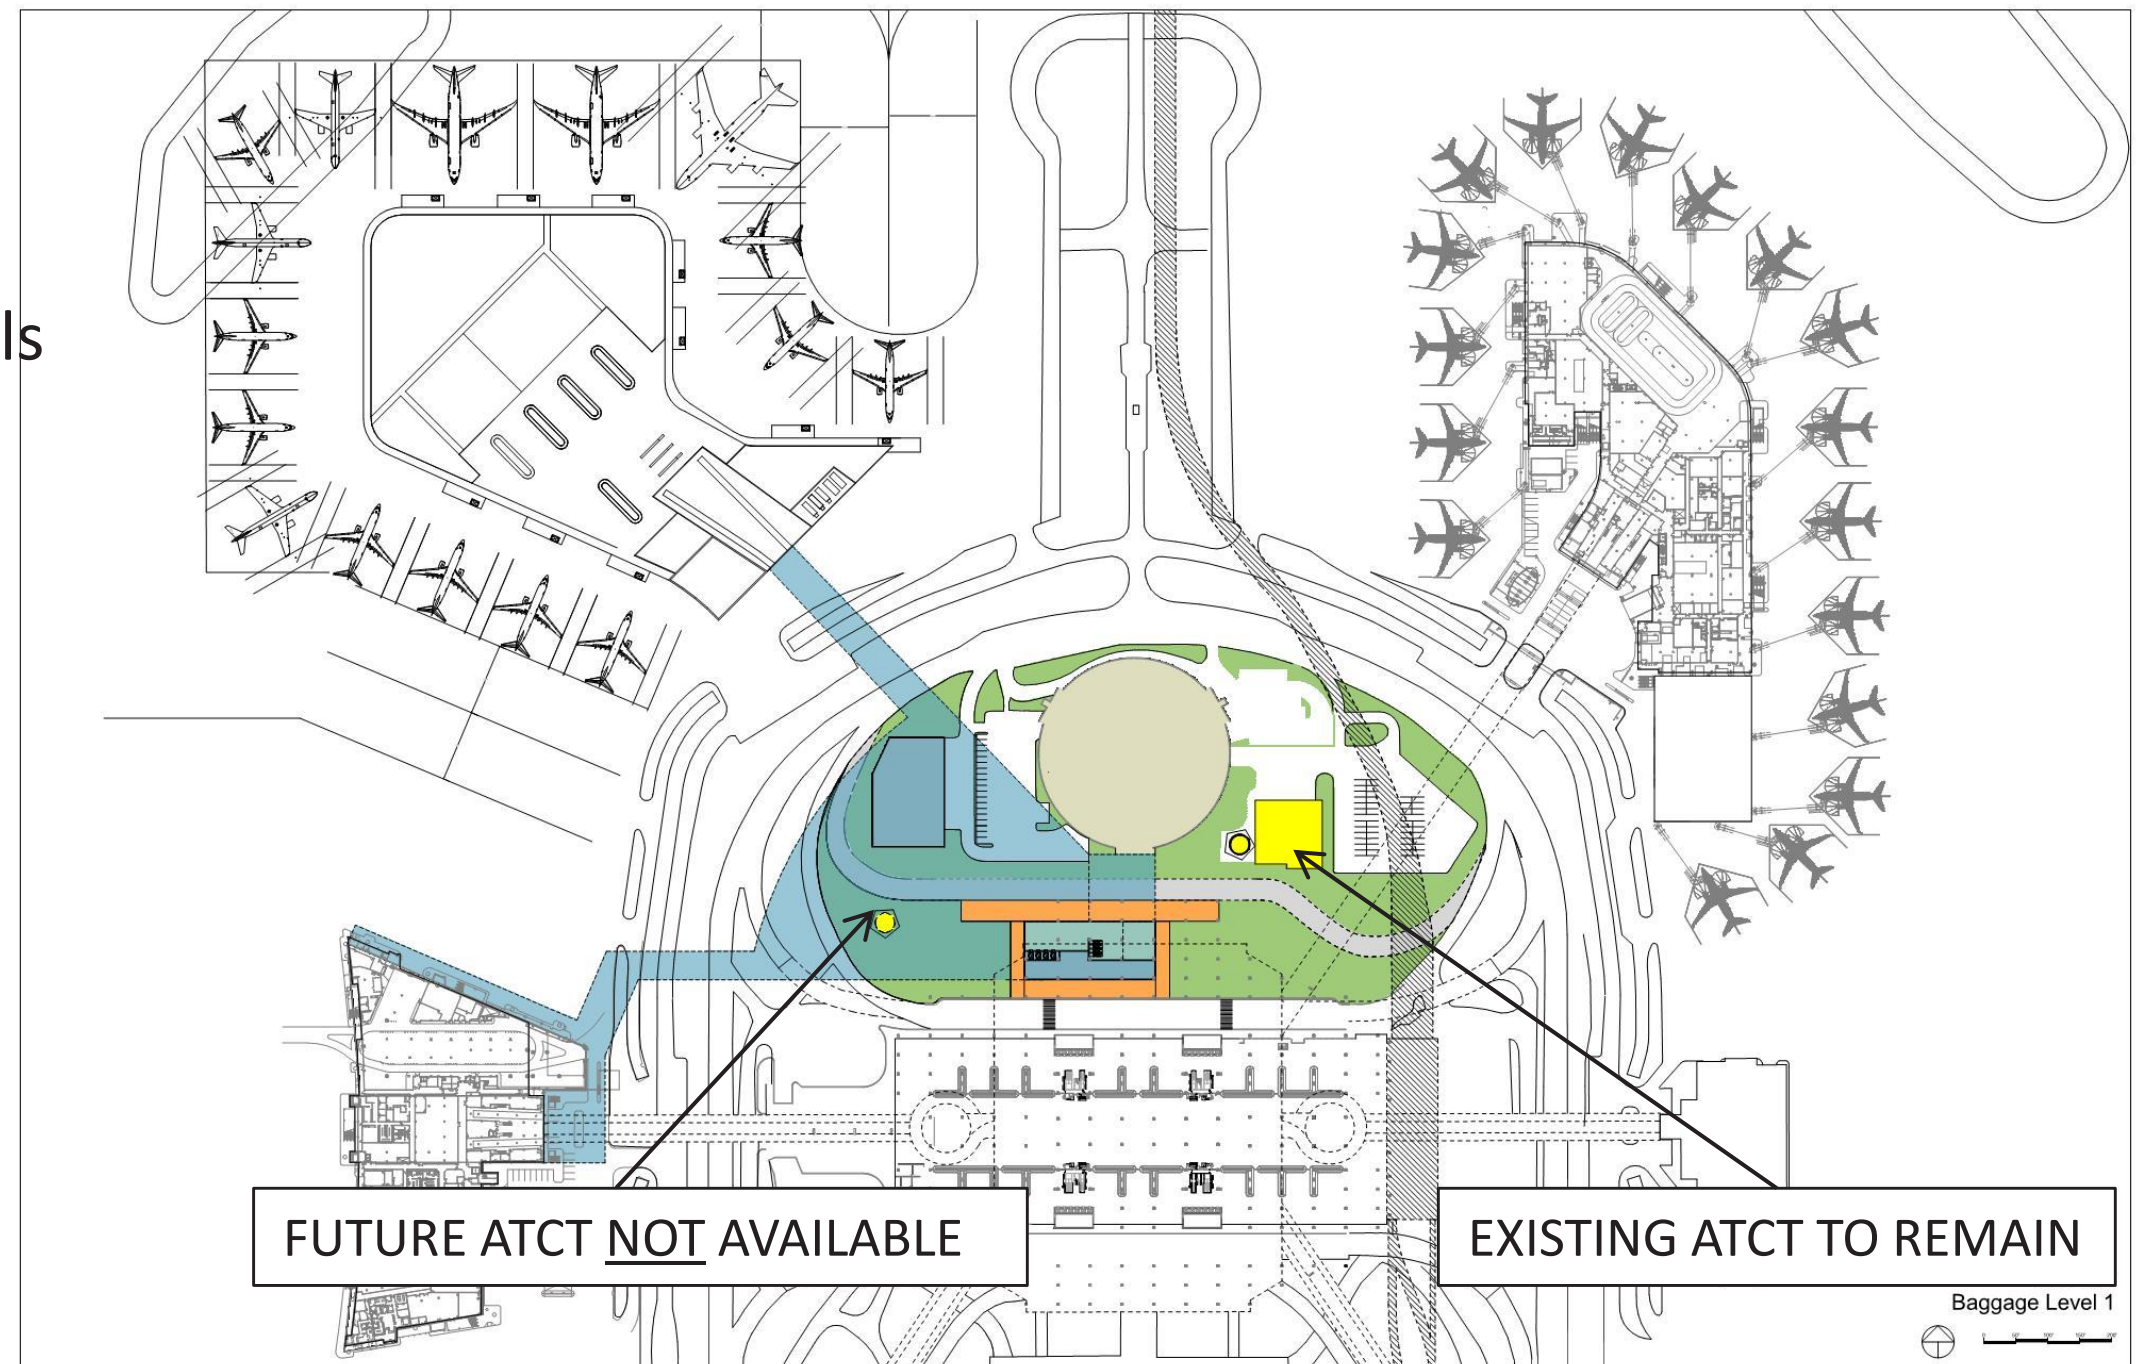 ls
FUTURE ATCT NOT AVAILABLE
EXISTING ATCT TO REMAIN
Baggage Level 1